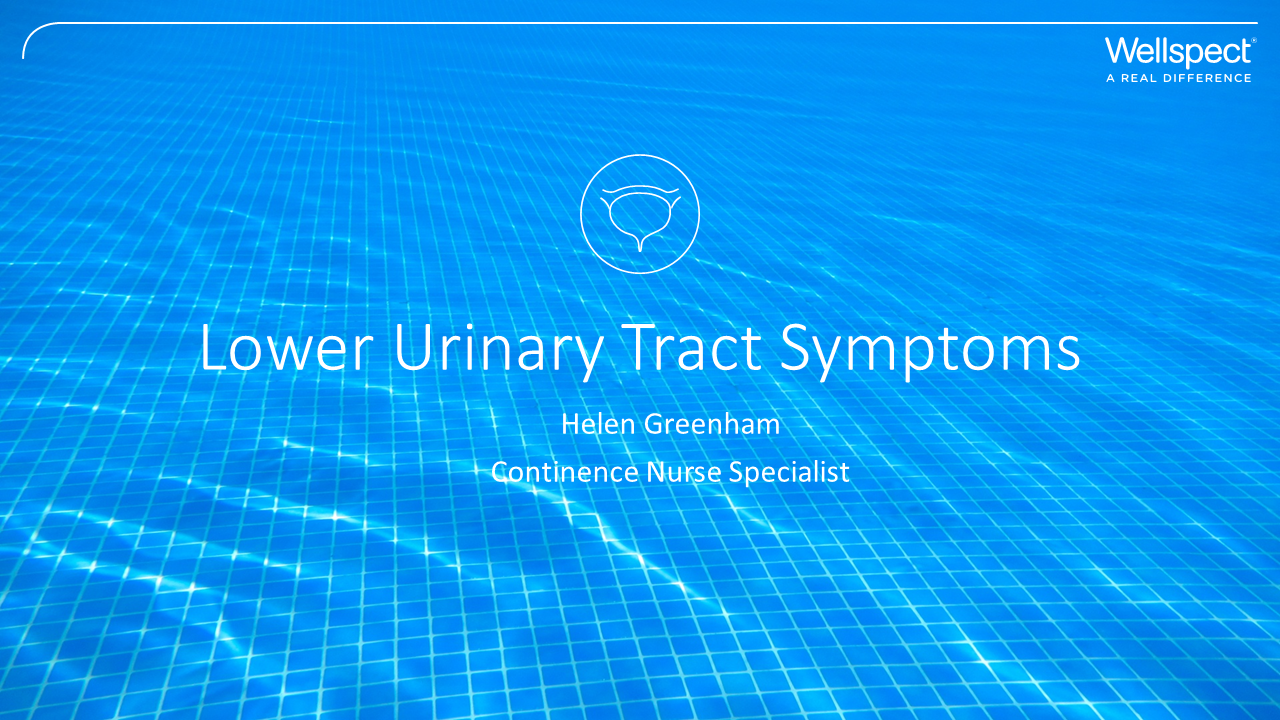 Wellspect®
A REAL DIFFERENCE
Lower Urinary Tract Symptoms
Helen Greenham
Continence Nurse Specialist